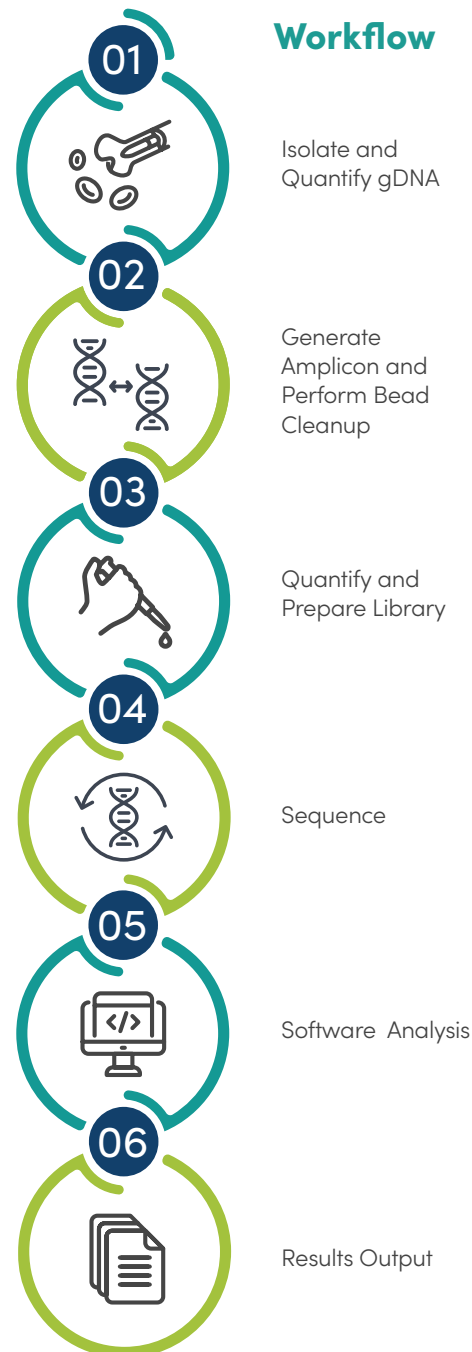 Workflow
01
Isolate and
Quantify gDNA
02
Generate
Amplicon and
Perform Bead
Cleanup
03
Quantify and
Prepare Library
04
Sequence
05
</>
Software Analysis
06
Results Output